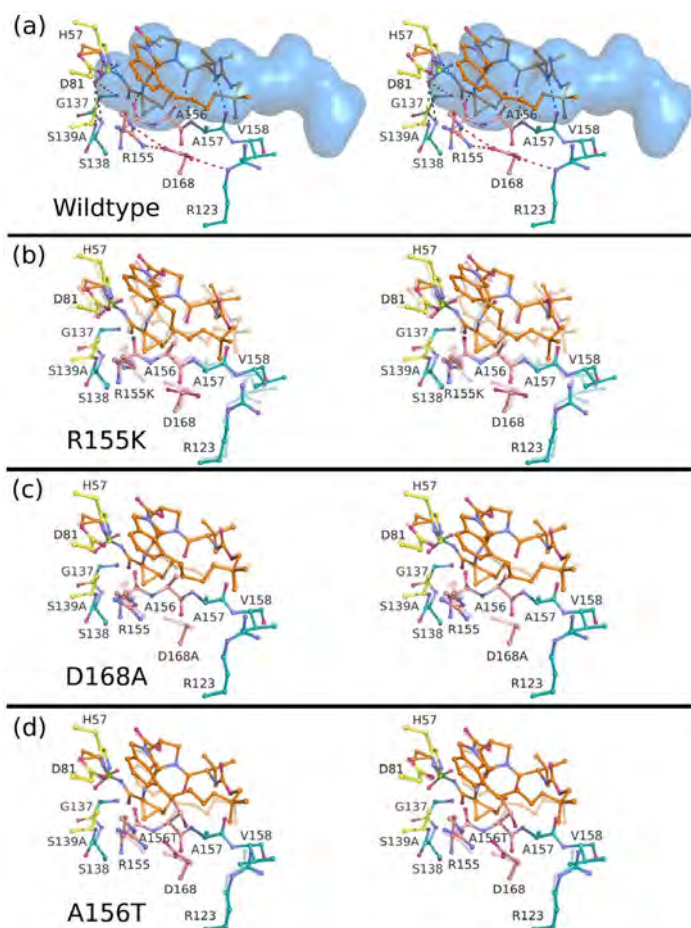 (a)
H57
H57
D81
D81
G137
G137
A156
A156
S139A
R155
A157
V158
S139A
R155
A157
V158
S138
D168
S138
D168
Wildtype
R123
R123
(b)
H57
H57
D81
D81
G137
G137
V158
V158
S139A
A156
A157
S139A
A156
A157
S138
R155K
S138
R155K
D168
D168
R155K
R123
R123
(c)
H57
H57
D81
D81
G137
G137
V158
V158
S139A
A156
A157
S139A
A156
A157
S138
R155
S138
R155
D168A
D168A
D168A
R123
R123
(d)
H57
H57
D81
D81
G137
G137
V158
V158
S139A
A156T
A157
S139A
A156T
A157
S138
R155
S138
R155
D168
D168
A156T
R123
R123